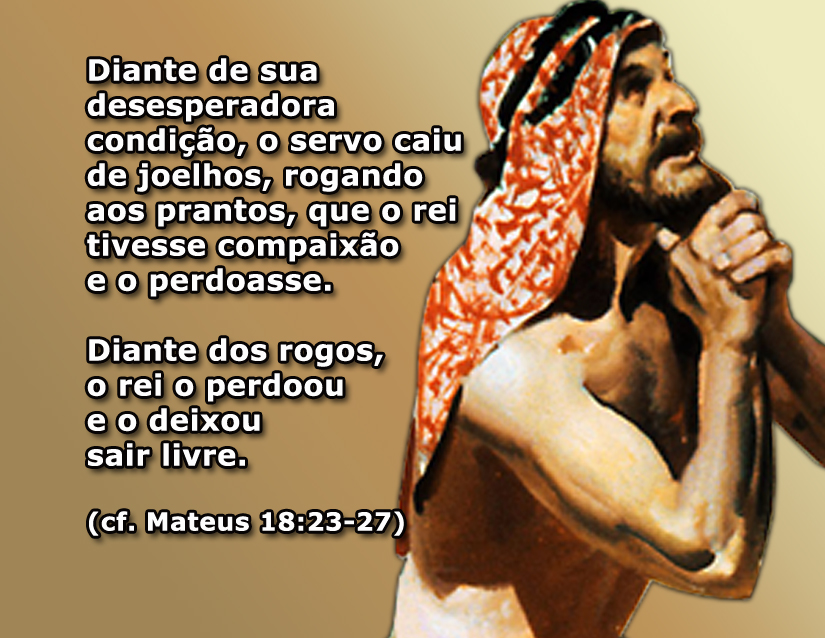 Diante de sua
desesperadora
condição, o servo caiu
de joelhos, rogando
aos prantos, que o rei
tivesse compaixão
e o perdoasse.
Diante dos rogos,
o rei o perdoou
e o deixou
sair livre.
(cf. Mateus 18:23-27)